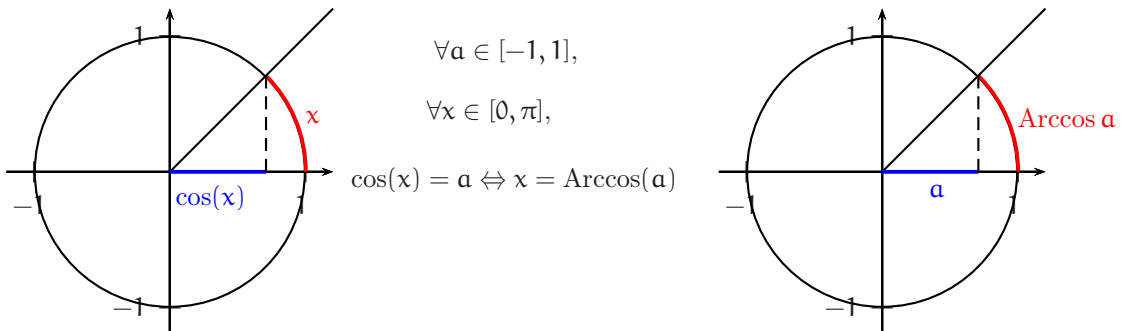 1
x
cos(x)
−1
1
−1
∀a ∈ [−1, 1],
∀x ∈ [0, π],
cos(x) = a ⇔ x = Arccos(a)
1
Arccos a
a
−1
1
−1